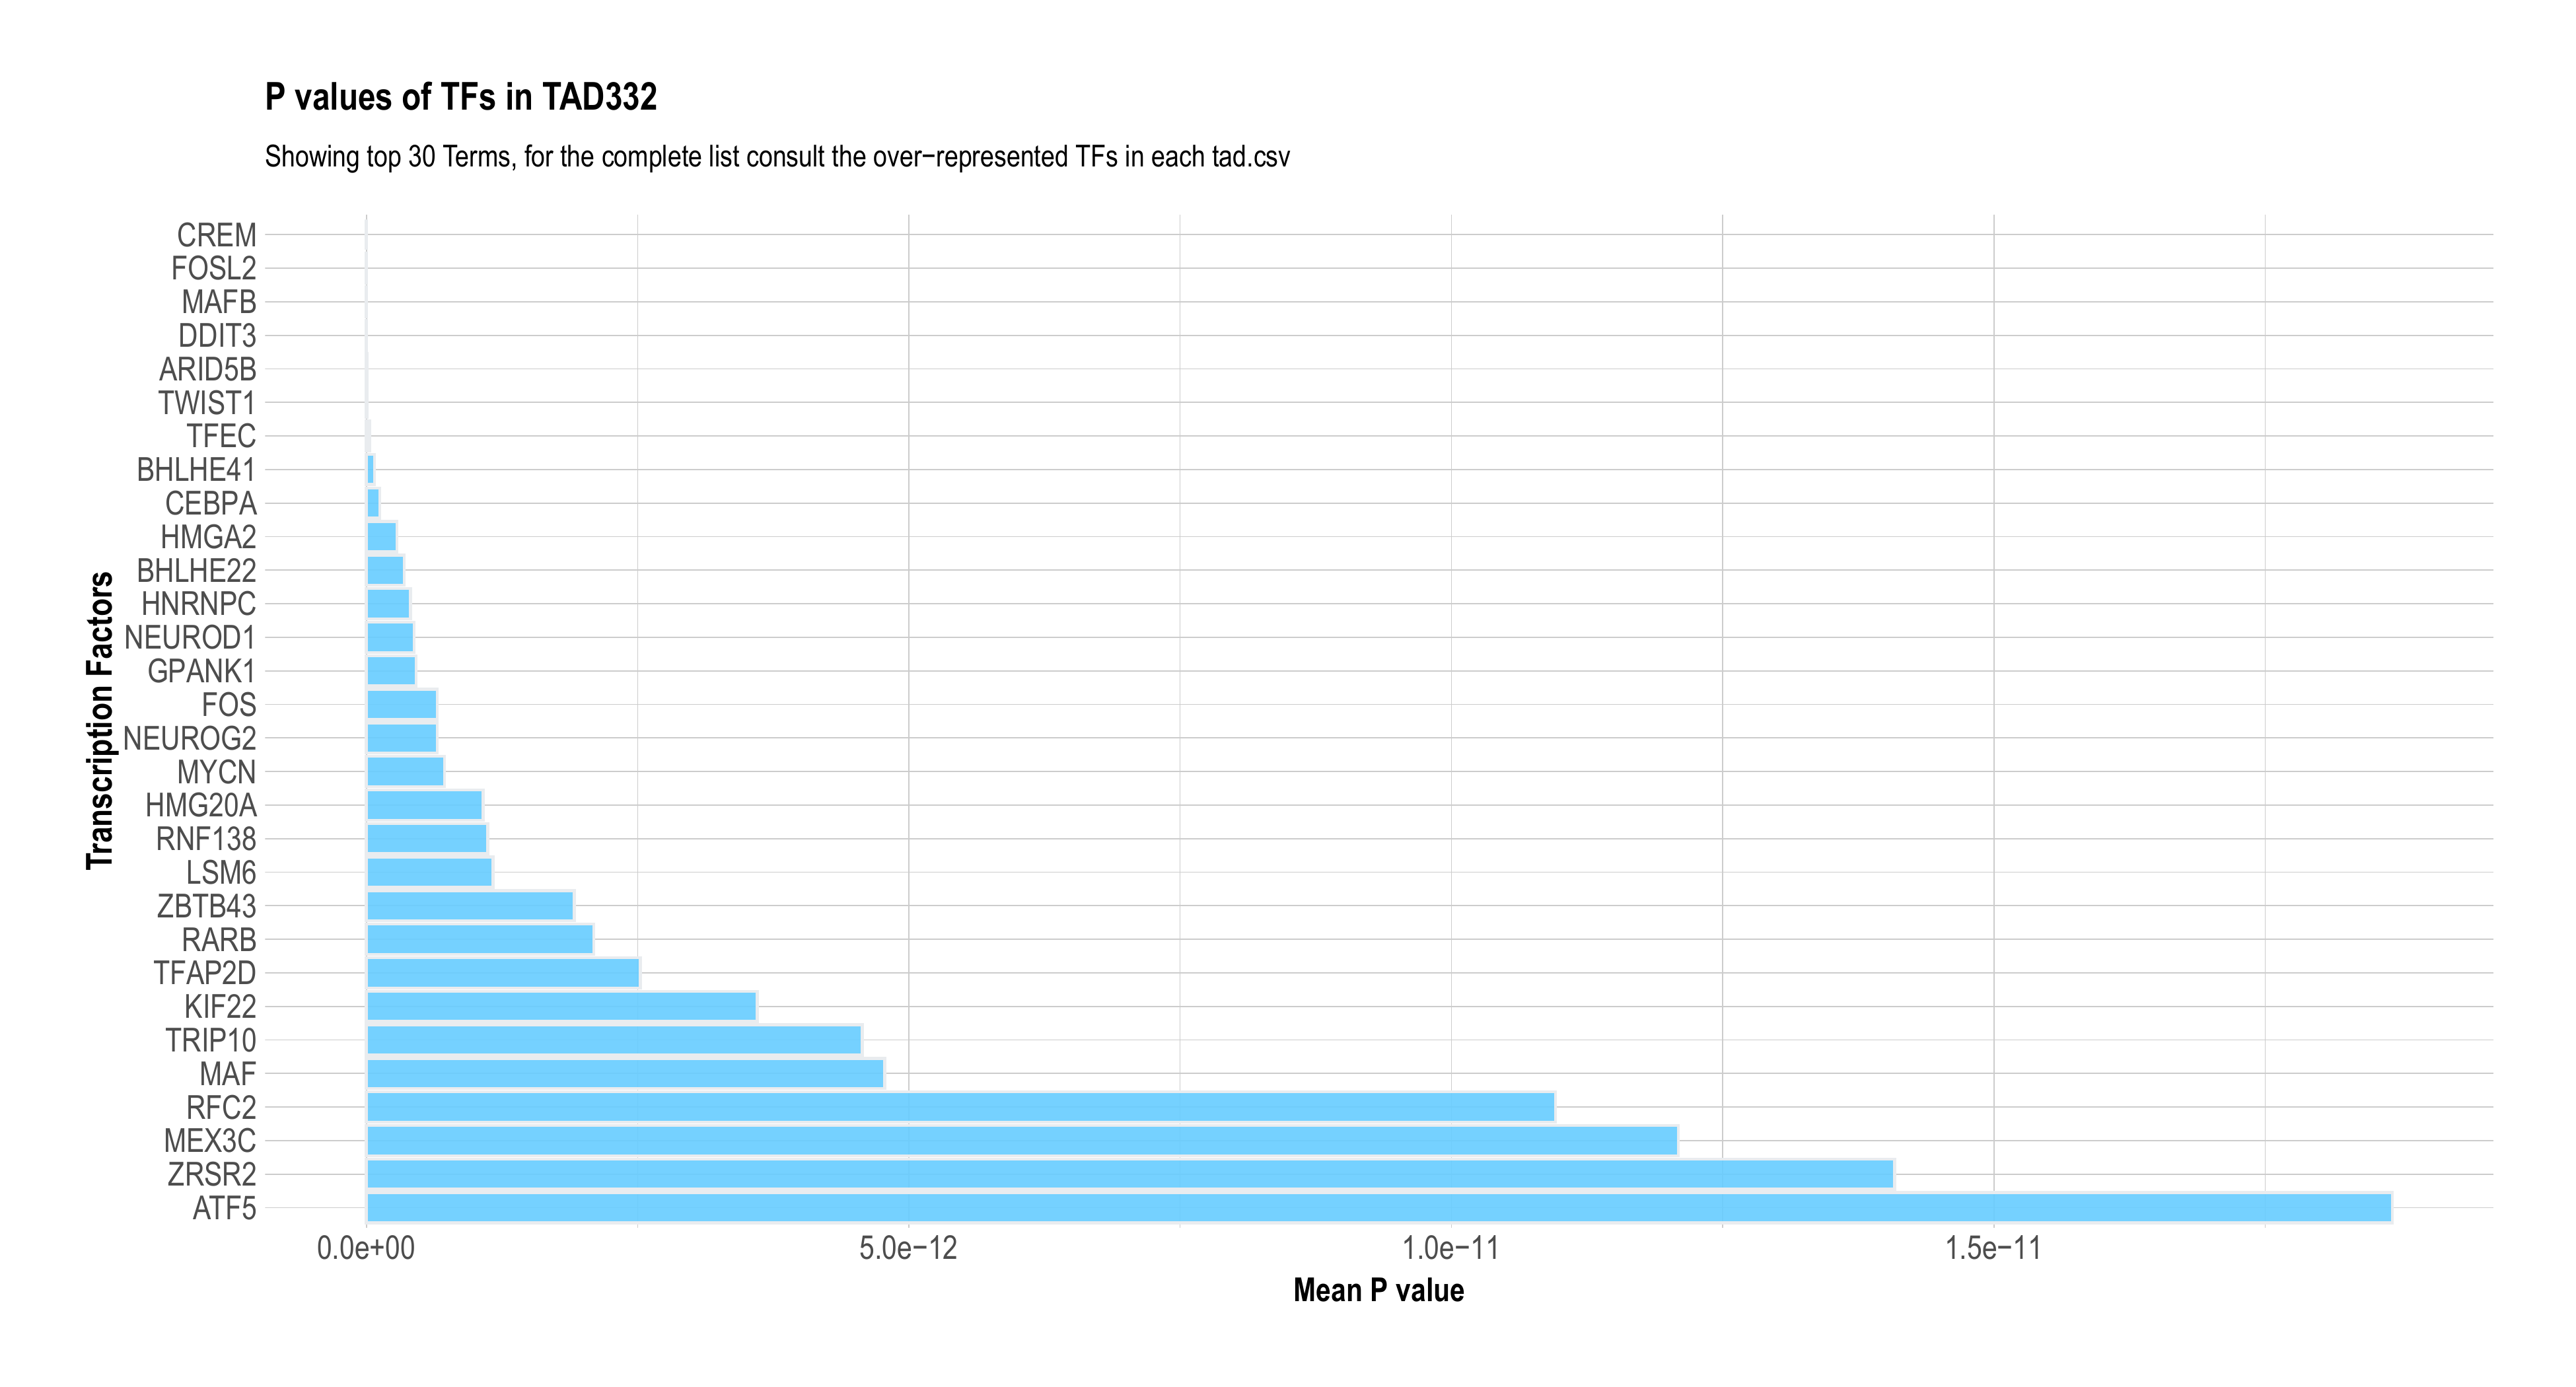 P values of TFs in TAD332
Showing top 30 Terms, for the complete list consult the over−represented TFs in each tad.csv
Transcription Factors
CREM
FOSL2
MAFB
DDIT3
ARID5B
TWIST1
TFEC
BHLHE41
CEBPA
HMGA2
BHLHE22
HNRNPC
NEUROD1
GPANK1
FOS
NEUROG2
MYCN
HMG20A
RNF138
LSM6
ZBTB43
RARB
TFAP2D
KIF22
TRIP10
MAF
RFC2
MEX3C
ZRSR2
ATF5
0.0e+00 5.0e−12 1.0e−11 1.5e−11
Mean P value